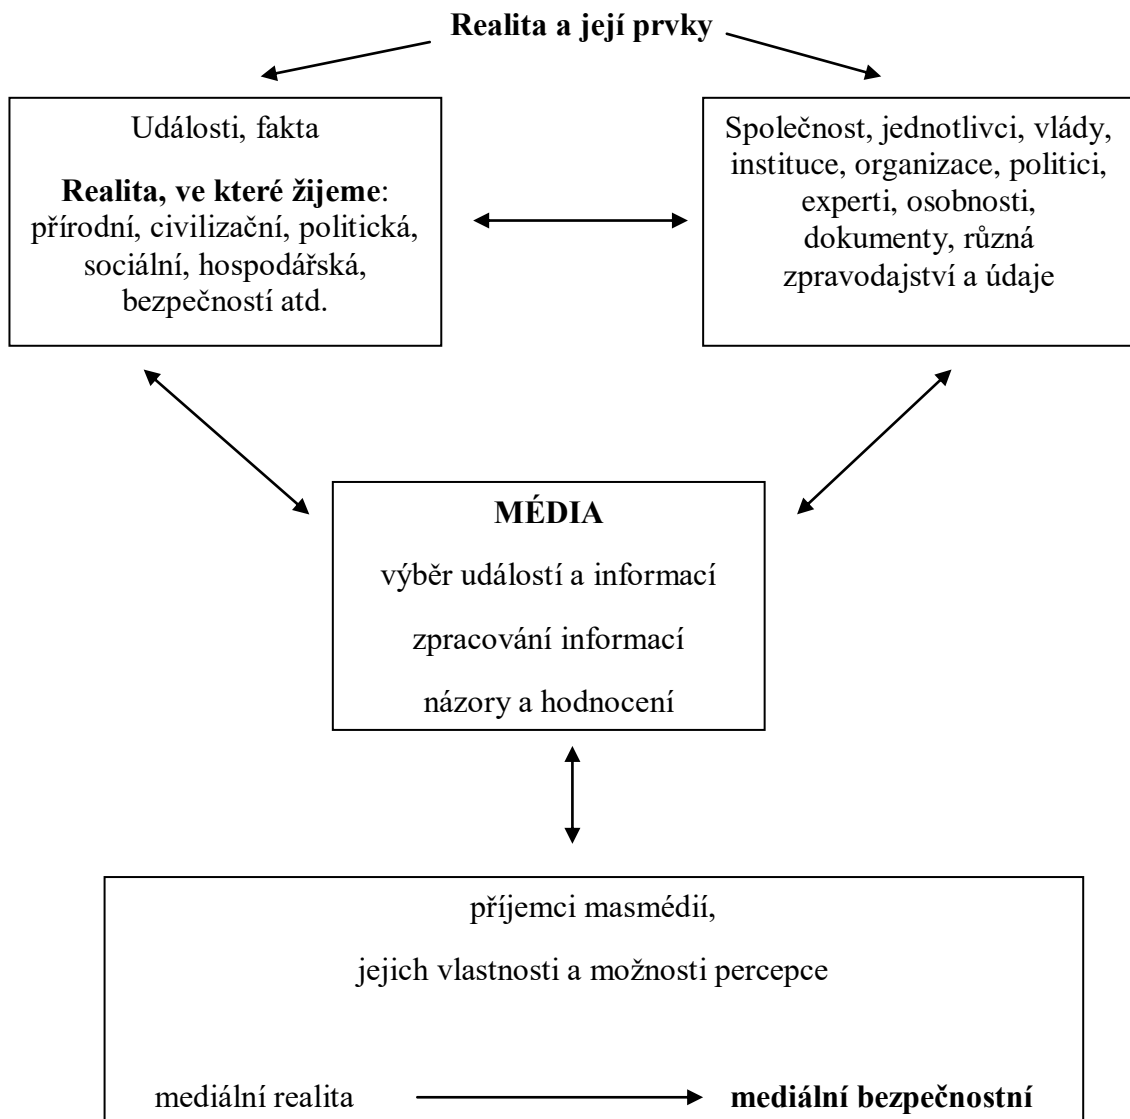 Realita a její prvky
Události, fakta
Realita, ve které žijeme:
přírodní, civilizační, politická,
sociální, hospodářská,
bezpečností atd.
Společnost, jednotlivci, vlády,
instituce, organizace, politici,
experti, osobnosti,
dokumenty, různá
zpravodajství a údaje
MÉDIA
výběr událostí a informací
zpracování informací
názory a hodnocení
příjemci masmédií,
jejich vlastnosti a možnosti percepce
mediální realita
mediální bezpečnostní